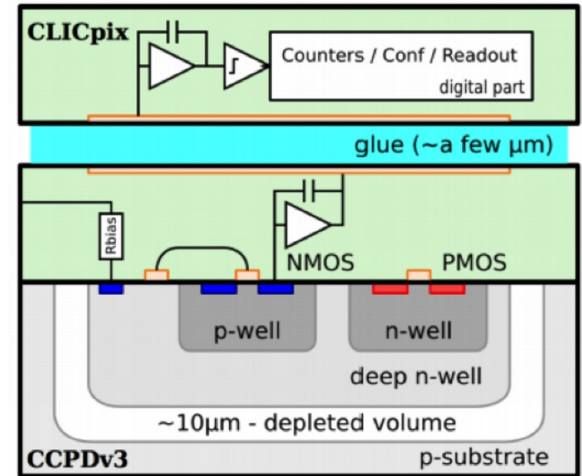 CLICpix
Counters / Conf / Readout
digital part
glue (~a few μm)
Rbias
NMOS
PMOS
p-well
n-well
deep n-well
~10μm - depleted volume
CCPDv3
p-substrate